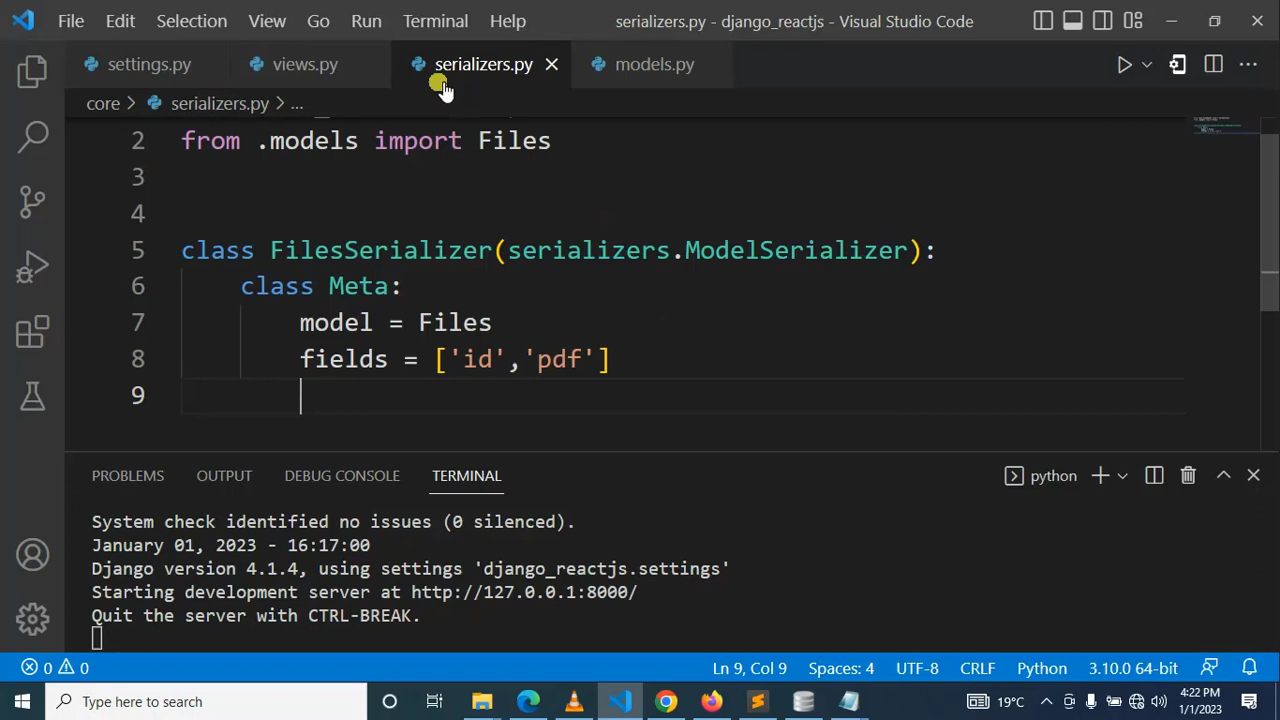 File Edit Selection View Go Run Terminal Help serializers.py - django_reactjs - Visual Studio Code
settings.py views.py serializers.py models.py
core > serializers.py > ...
2 from .models import Files
3
4
5 class FilesSerializer(serializers.ModelSerializer):
6 class Meta:
7 model = Files
8 fields = ['id','pdf']
9
PROBLEMS OUTPUT DEBUG CONSOLE TERMINAL python
System check identified no issues (0 silenced).
January 01, 2023 - 16:17:00
Django version 4.1.4, using settings 'django_reactjs.settings'
Starting development server at http://127.0.0.1:8000/
Quit the server with CTRL-BREAK.
0 0 Ln 9, Col 9 Spaces: 4 UTF-8 CRLF Python 3.10.0 64-bit
Type here to search 19°C 4:22 PM
1/1/2023